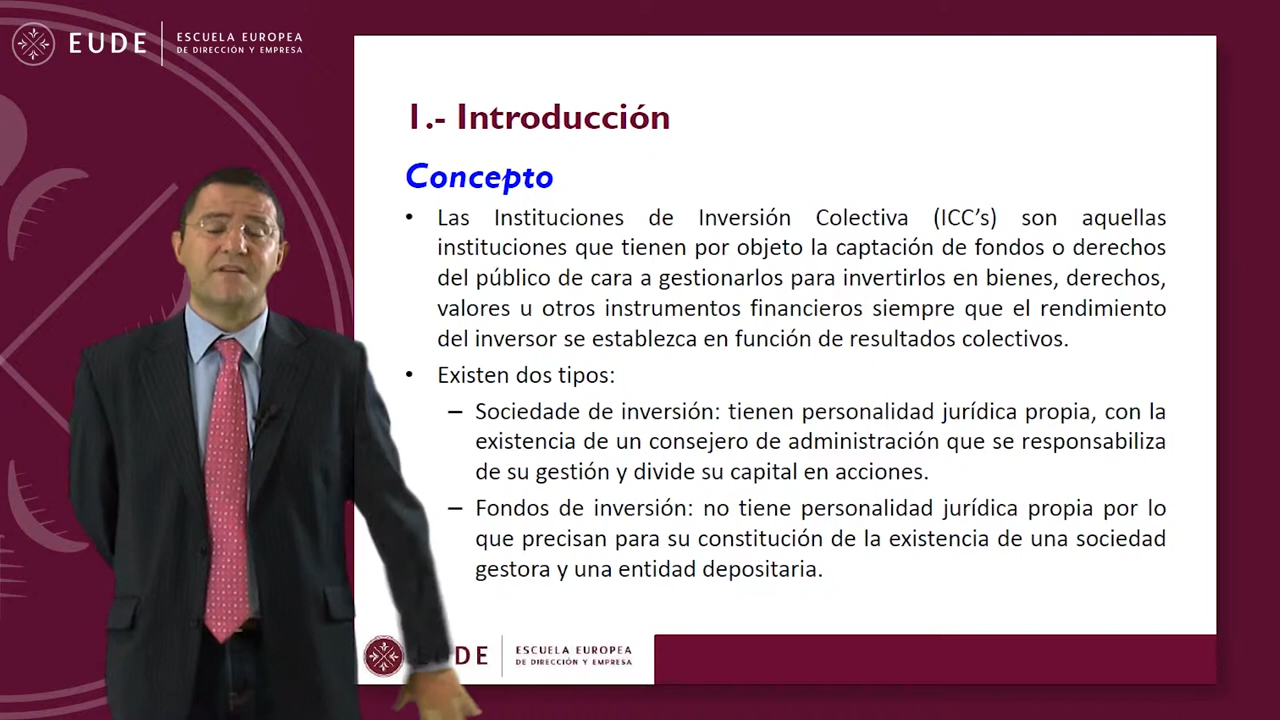 EUDE
ESCUELA EUROPEA
DE DIRECCIÓN Y EMPRESA
1.- Introducción
Concepto
• Las Instituciones de Inversión Colectiva (ICC's) son aquellas
instituciones que tienen por objeto la captación de fondos o derechos
del público de cara a gestionarlos para invertirlos en bienes, derechos,
valores u otros instrumentos financieros siempre que el rendimiento
del inversor se establezca en función de resultados colectivos.
• Existen dos tipos:
– Sociedade de inversión: tienen personalidad jurídica propia, con la
existencia de un consejero de administración que se responsabiliza
de su gestión y divide su capital en acciones.
– Fondos de inversión: no tiene personalidad jurídica propia por lo
que precisan para su constitución de la existencia de una sociedad
gestora y una entidad depositaria.
EUDE
ESCUELA EUROPEA
DE DIRECCIÓN Y EMPRESA